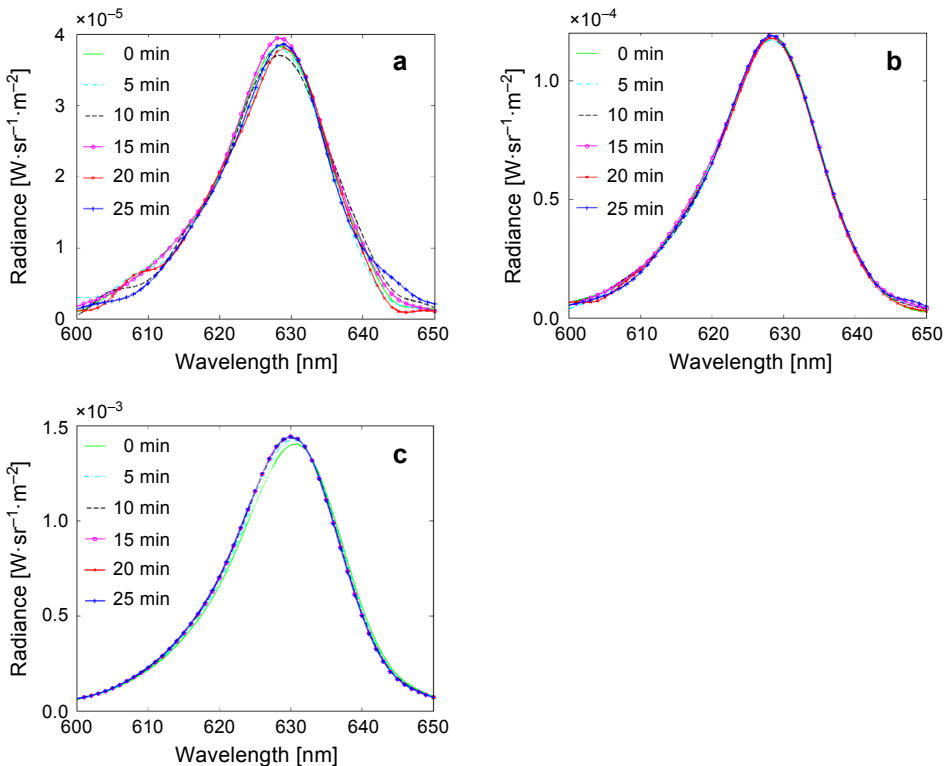 ×10⁻⁵
a
Radiance [W·sr⁻¹·m⁻²]
4
3
2
1
0
0 min
5 min
10 min
15 min
20 min
25 min
600 610 620 630 640 650
Wavelength [nm]
×10⁻⁴
b
Radiance [W·sr⁻¹·m⁻²]
1.0
0.5
0.0
0 min
5 min
10 min
15 min
20 min
25 min
600 610 620 630 640 650
Wavelength [nm]
×10⁻³
c
Radiance [W·sr⁻¹·m⁻²]
1.5
1.0
0.5
0.0
0 min
5 min
10 min
15 min
20 min
25 min
600 610 620 630 640 650
Wavelength [nm]